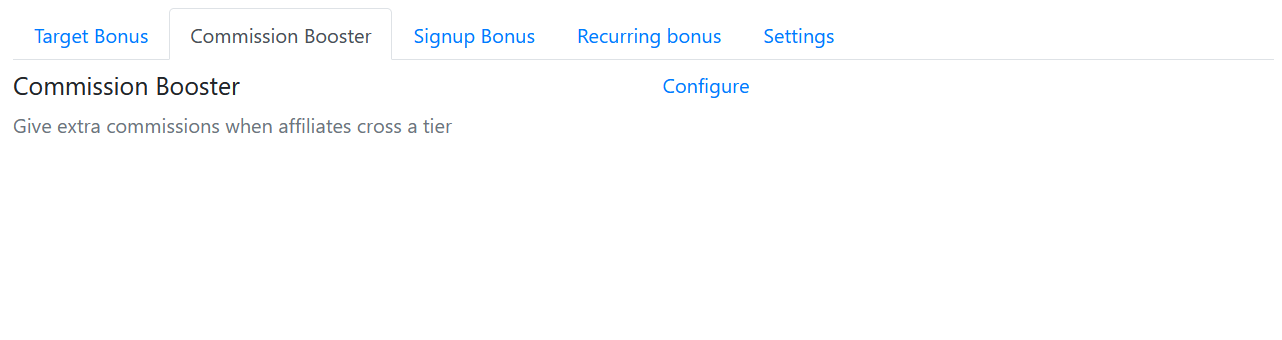 Target Bonus Commission Booster Signup Bonus Recurring bonus Settings
Commission Booster Configure
Give extra commissions when affiliates cross a tier